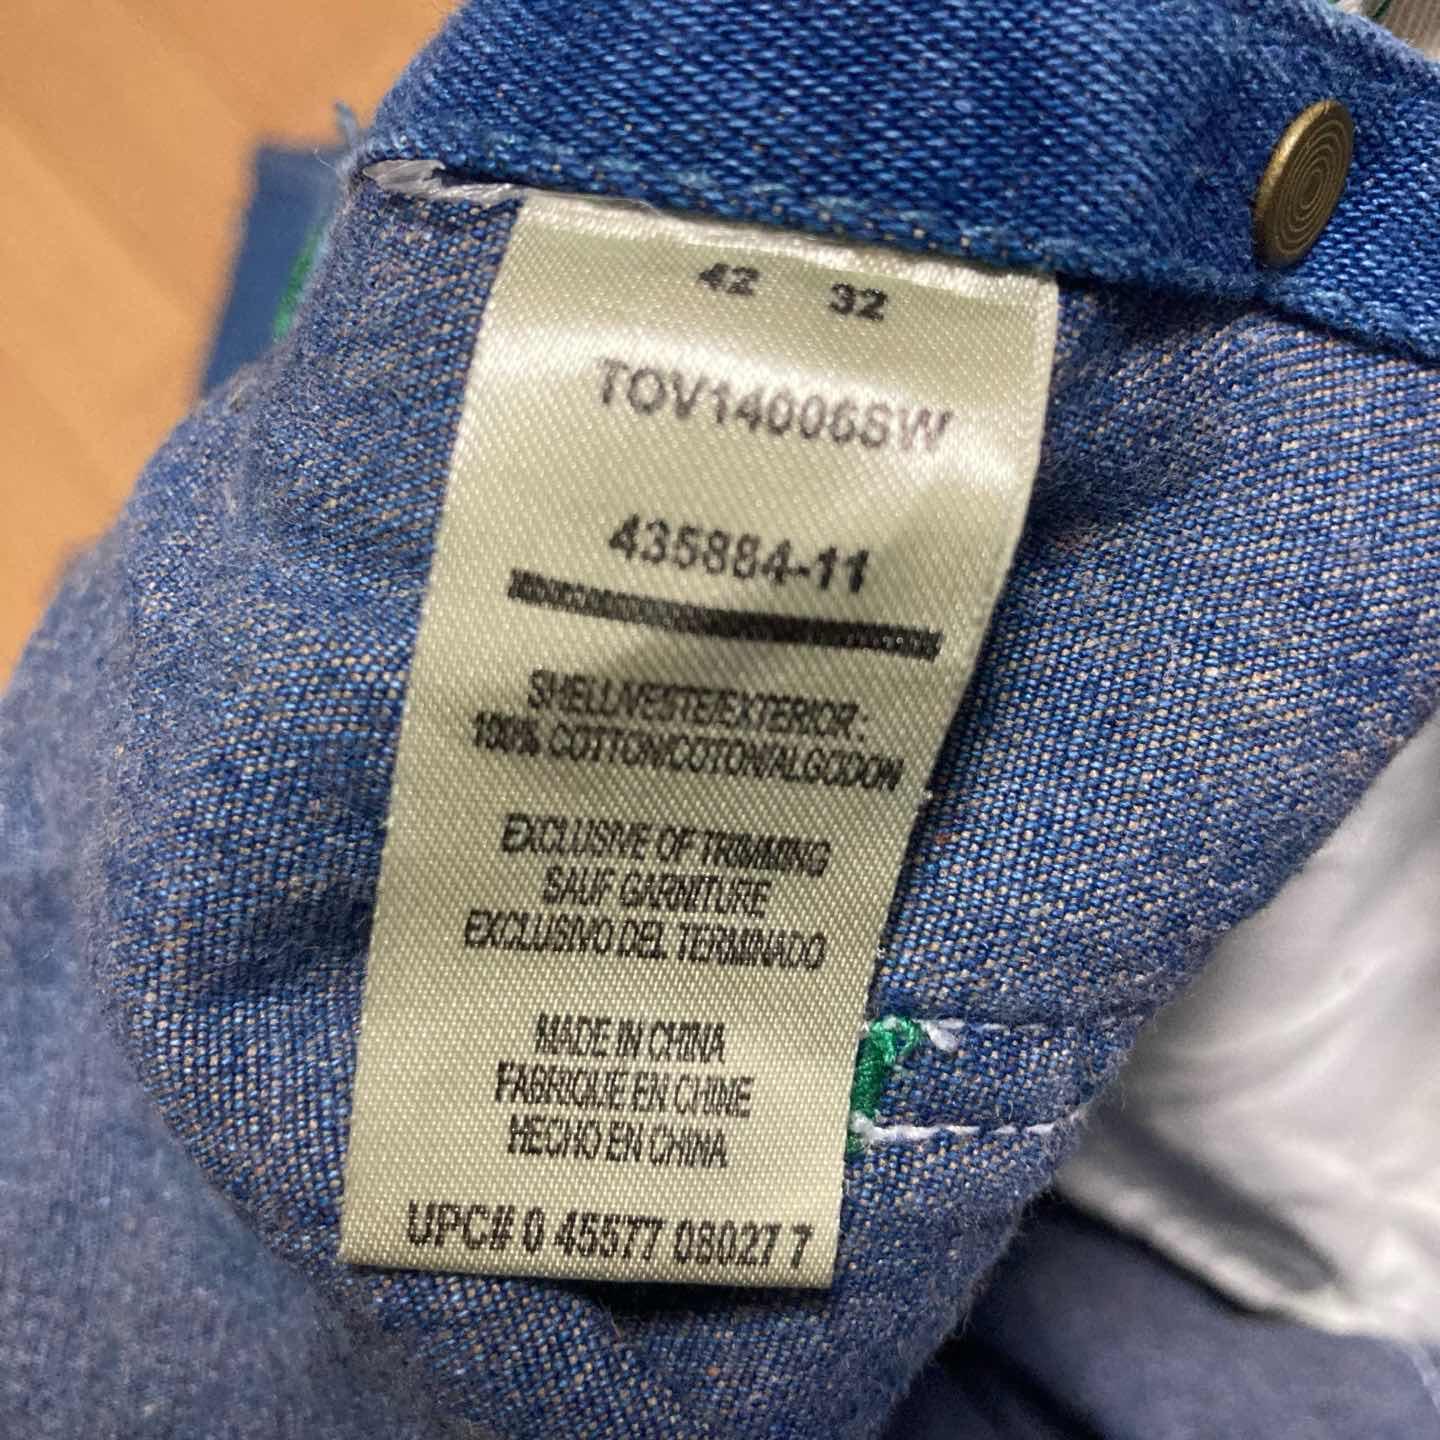 42 32
TOV14006SW
435884-11
SHELL/VESTE/EXTERIOR:
100% COTTON/COTON/ALGODON
EXCLUSIVE OF TRIMMING
SAUF GARNITURE
EXCLUSIVO DEL TERMINADO
MADE IN CHINA
FABRIQUE EN CHINE
HECHO EN CHINA
UPC# 0 45577 08027 7